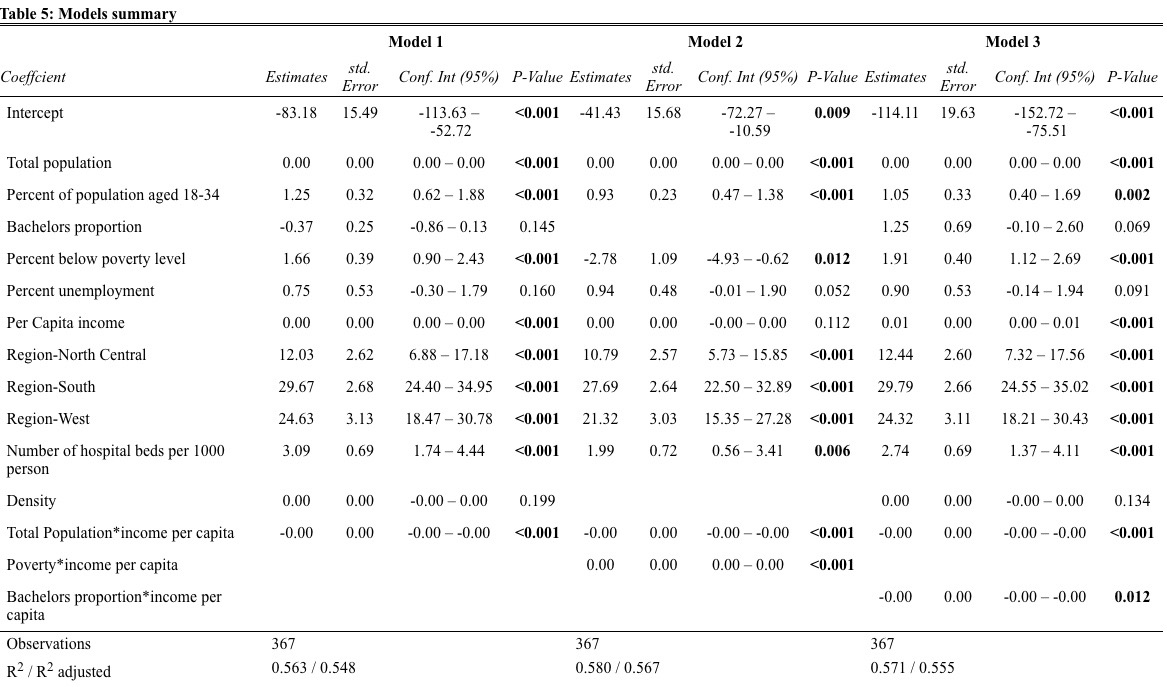 Table 5: Models summary
Model 1 Model 2 Model 3
Coeffcient Estimates std. Error Conf. Int (95%) P-Value Estimates std. Error Conf. Int (95%) P-Value Estimates std. Error Conf. Int (95%) P-Value
Intercept -83.18 15.49 -113.63 – -52.72 <0.001 -41.43 15.68 -72.27 – -10.59 0.009 -114.11 19.63 -152.72 – -75.51 <0.001
Total population 0.00 0.00 0.00 – 0.00 <0.001 0.00 0.00 0.00 – 0.00 <0.001 0.00 0.00 0.00 – 0.00 <0.001
Percent of population aged 18-34 1.25 0.32 0.62 – 1.88 <0.001 0.93 0.23 0.47 – 1.38 <0.001 1.05 0.33 0.40 – 1.69 0.002
Bachelors proportion -0.37 0.25 -0.86 – 0.13 0.145 1.25 0.69 -0.10 – 2.60 0.069
Percent below poverty level 1.66 0.39 0.90 – 2.43 <0.001 -2.78 1.09 -4.93 – -0.62 0.012 1.91 0.40 1.12 – 2.69 <0.001
Percent unemployment 0.75 0.53 -0.30 – 1.79 0.160 0.94 0.48 -0.01 – 1.90 0.052 0.90 0.53 -0.14 – 1.94 0.091
Per Capita income 0.00 0.00 0.00 – 0.00 <0.001 0.00 0.00 -0.00 – 0.00 0.112 0.01 0.00 0.00 – 0.01 <0.001
Region-North Central 12.03 2.62 6.88 – 17.18 <0.001 10.79 2.57 5.73 – 15.85 <0.001 12.44 2.60 7.32 – 17.56 <0.001
Region-South 29.67 2.68 24.40 – 34.95 <0.001 27.69 2.64 22.50 – 32.89 <0.001 29.79 2.66 24.55 – 35.02 <0.001
Region-West 24.63 3.13 18.47 – 30.78 <0.001 21.32 3.03 15.35 – 27.28 <0.001 24.32 3.11 18.21 – 30.43 <0.001
Number of hospital beds per 1000 person 3.09 0.69 1.74 – 4.44 <0.001 1.99 0.72 0.56 – 3.41 0.006 2.74 0.69 1.37 – 4.11 <0.001
Density 0.00 0.00 -0.00 – 0.00 0.199 0.00 0.00 -0.00 – 0.00 0.134
Total Population*income per capita -0.00 0.00 -0.00 – -0.00 <0.001 -0.00 0.00 -0.00 – -0.00 <0.001 -0.00 0.00 -0.00 – -0.00 <0.001
Poverty*income per capita 0.00 0.00 0.00 – 0.00 <0.001
Bachelors proportion*income per capita -0.00 0.00 -0.00 – -0.00 0.012
Observations 367 367 367
R2 / R2 adjusted 0.563 / 0.548 0.580 / 0.567 0.571 / 0.555